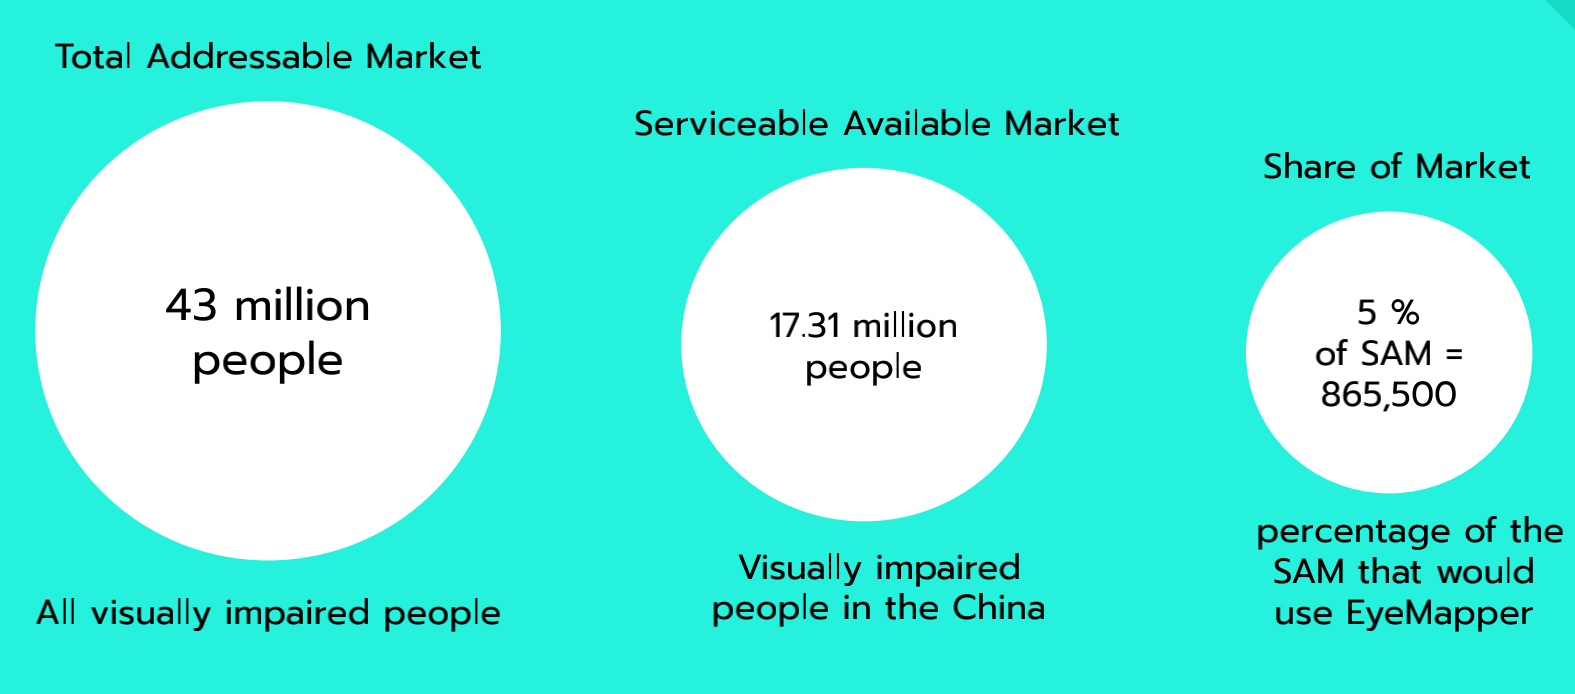 Total Addressable Market
43 million
people
All visually impaired people
Serviceable Available Market
17.31 million
people
Visually impaired
people in the China
Share of Market
5 %
of SAM =
865,500
percentage of the
SAM that would
use EyeMapper